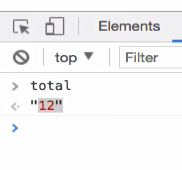 Elements
top ▼ Filter
> total
<· "12"
>